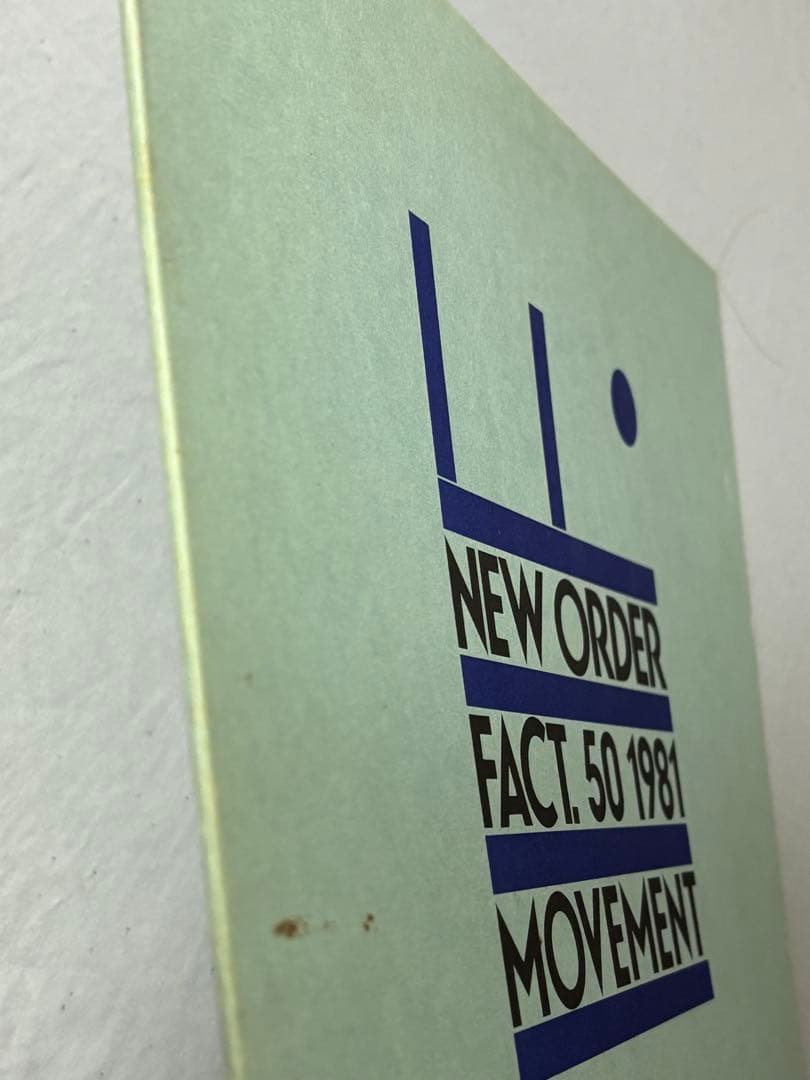 NEW ORDER
FACT. 50 1981
MOVEMENT